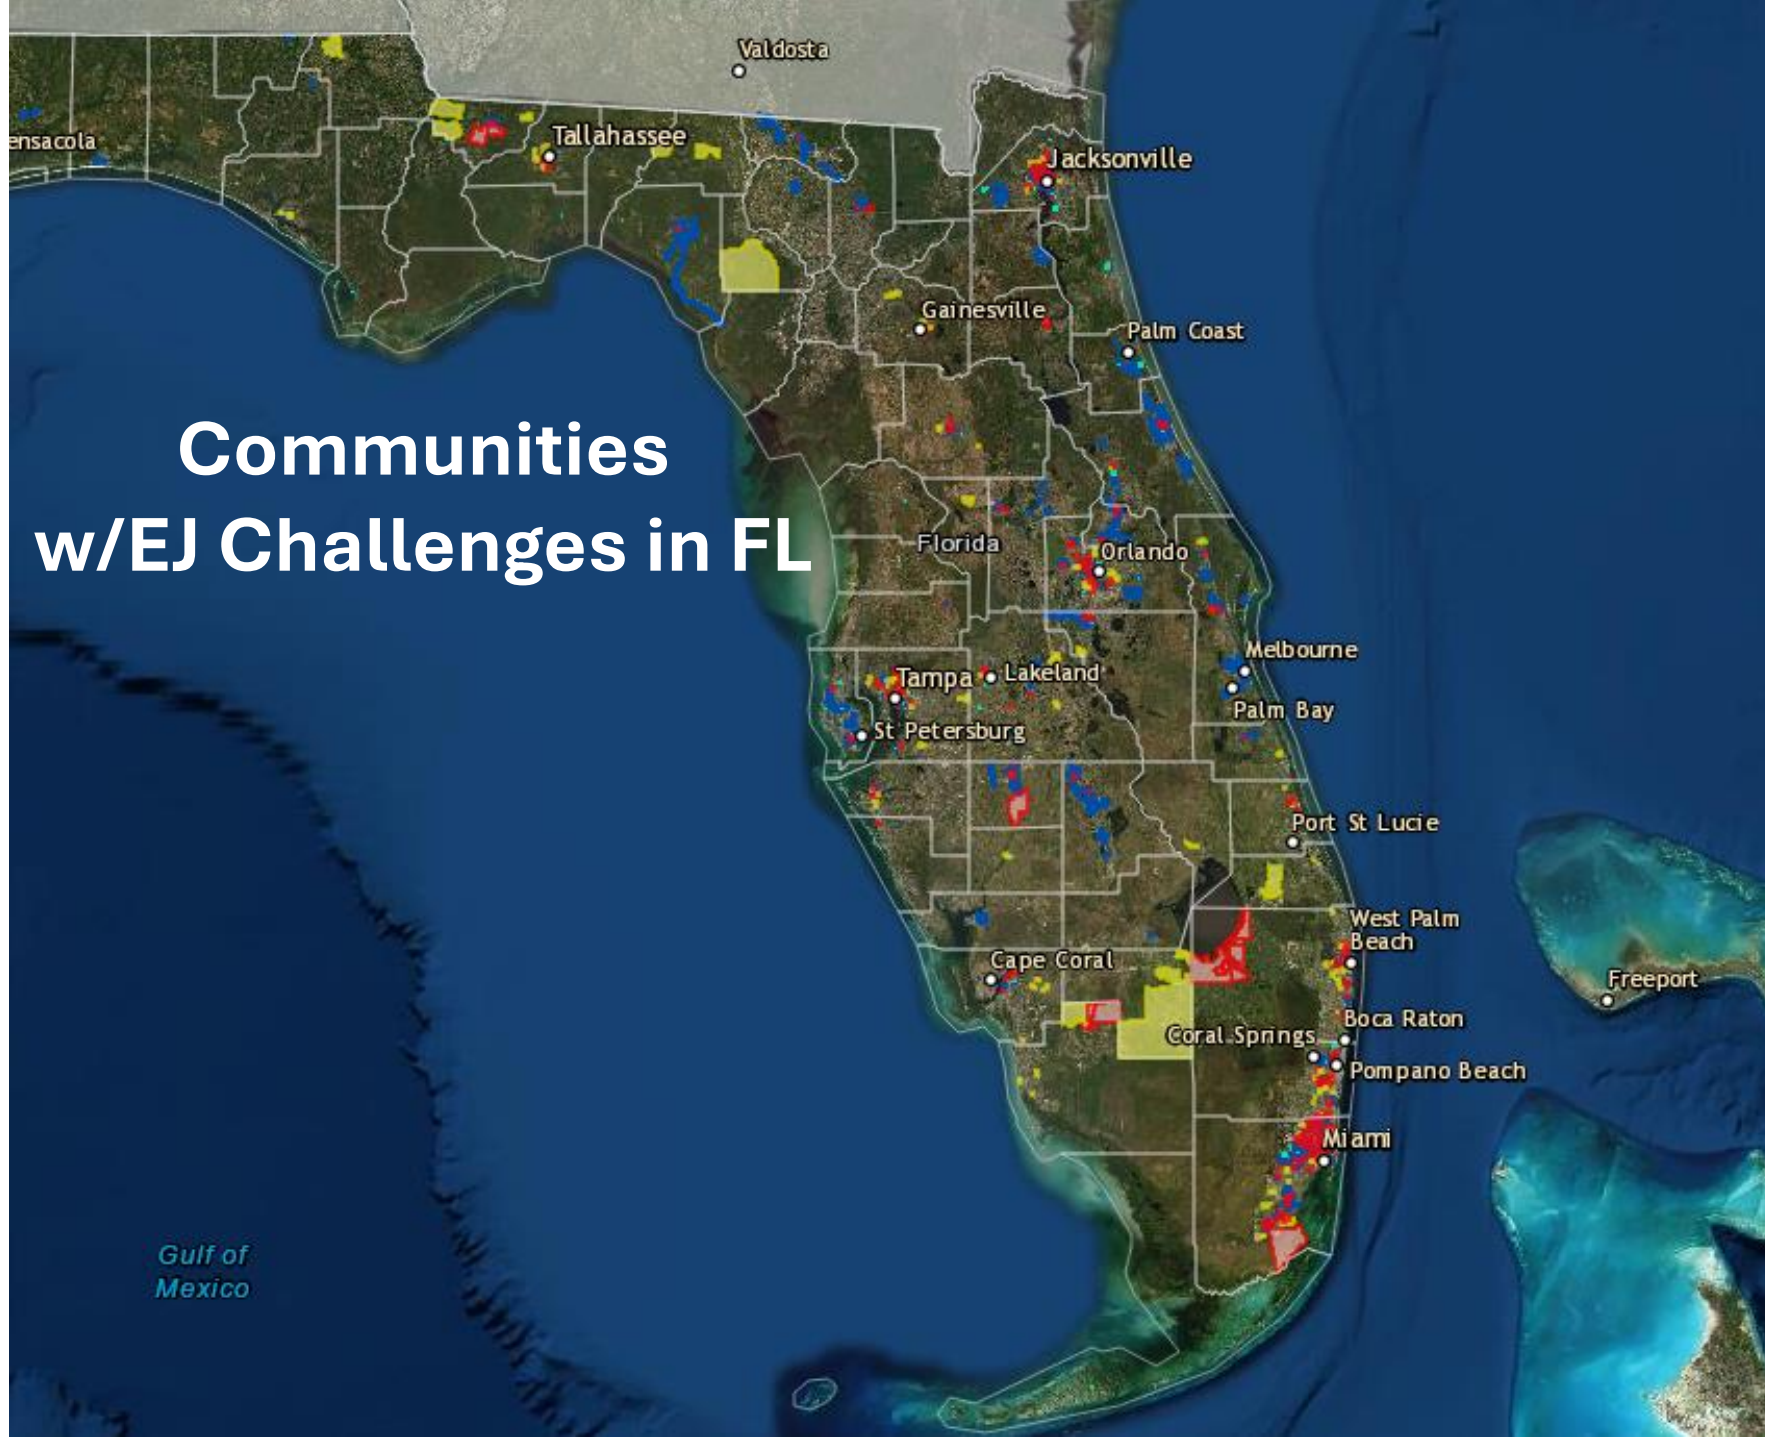 Valdosta
ensacola
Tallahassee
Jacksonville
Gainesville
Palm Coast
Communities
w/EJ Challenges in FL
Florida
Orlando
Melbourne
Tampa
Lakeland
Palm Bay
St Petersburg
Port St Lucie
West Palm
Beach
Cape Coral
Freeport
Boca Raton
Coral Springs
Pompano Beach
Miami
Gulf of
Mexico